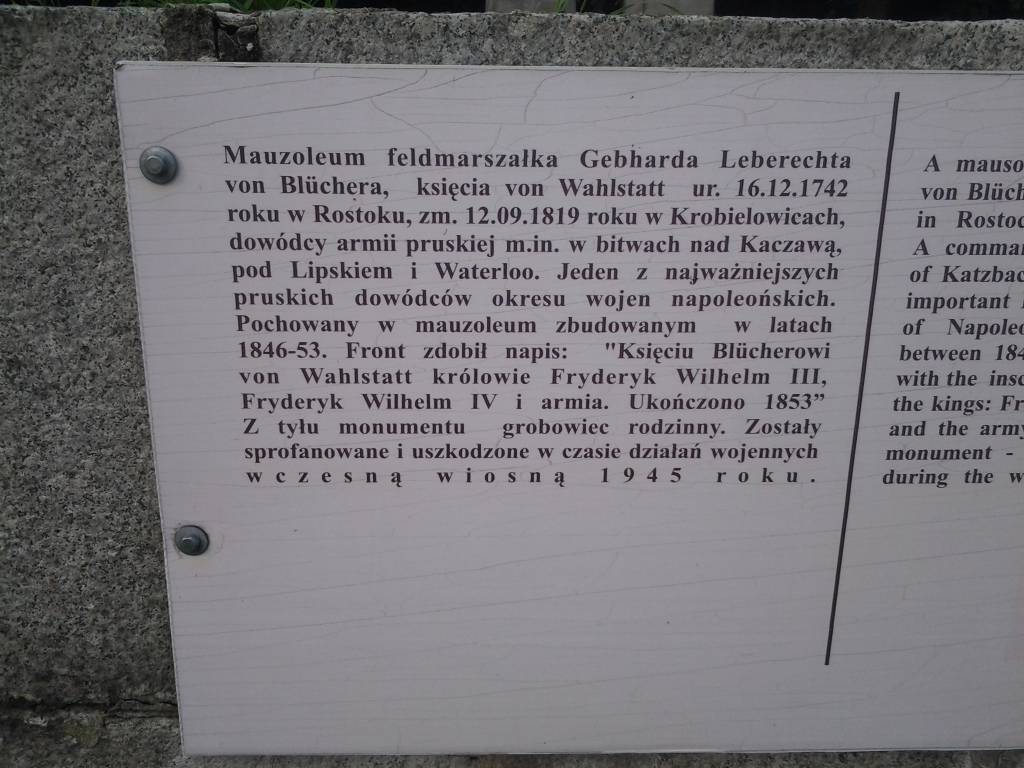 Mauzoleum feldmarszałka Gebharda Leberechta
von Blüchera, księcia von Wahlstatt ur. 16.12.1742
roku w Rostoku, zm. 12.09.1819 roku w Krobielowicach,
dowódcy armii pruskiej m.in. w bitwach nad Kaczawą,
pod Lipskiem i Waterloo. Jeden z najważniejszych
pruskich dowódców okresu wojen napoleońskich.
Pochowany w mauzoleum zbudowanym w latach
1846-53. Front zdobił napis: "Księciu Blücherowi
von Wahlstatt królowie Fryderyk Wilhelm III,
Fryderyk Wilhelm IV i armia. Ukończono 1853”
Z tyłu monumentu grobowiec rodzinny. Zostały
sprofanowane i uszkodzone w czasie działań wojennych
wczesną wiosną 1945 roku.
A mauso
von Blüch
in Rostoc
A comman
of Katzbac
important
of Napoleo
between 184
with the insc
the kings: Fr
and the army
monument -
during the w